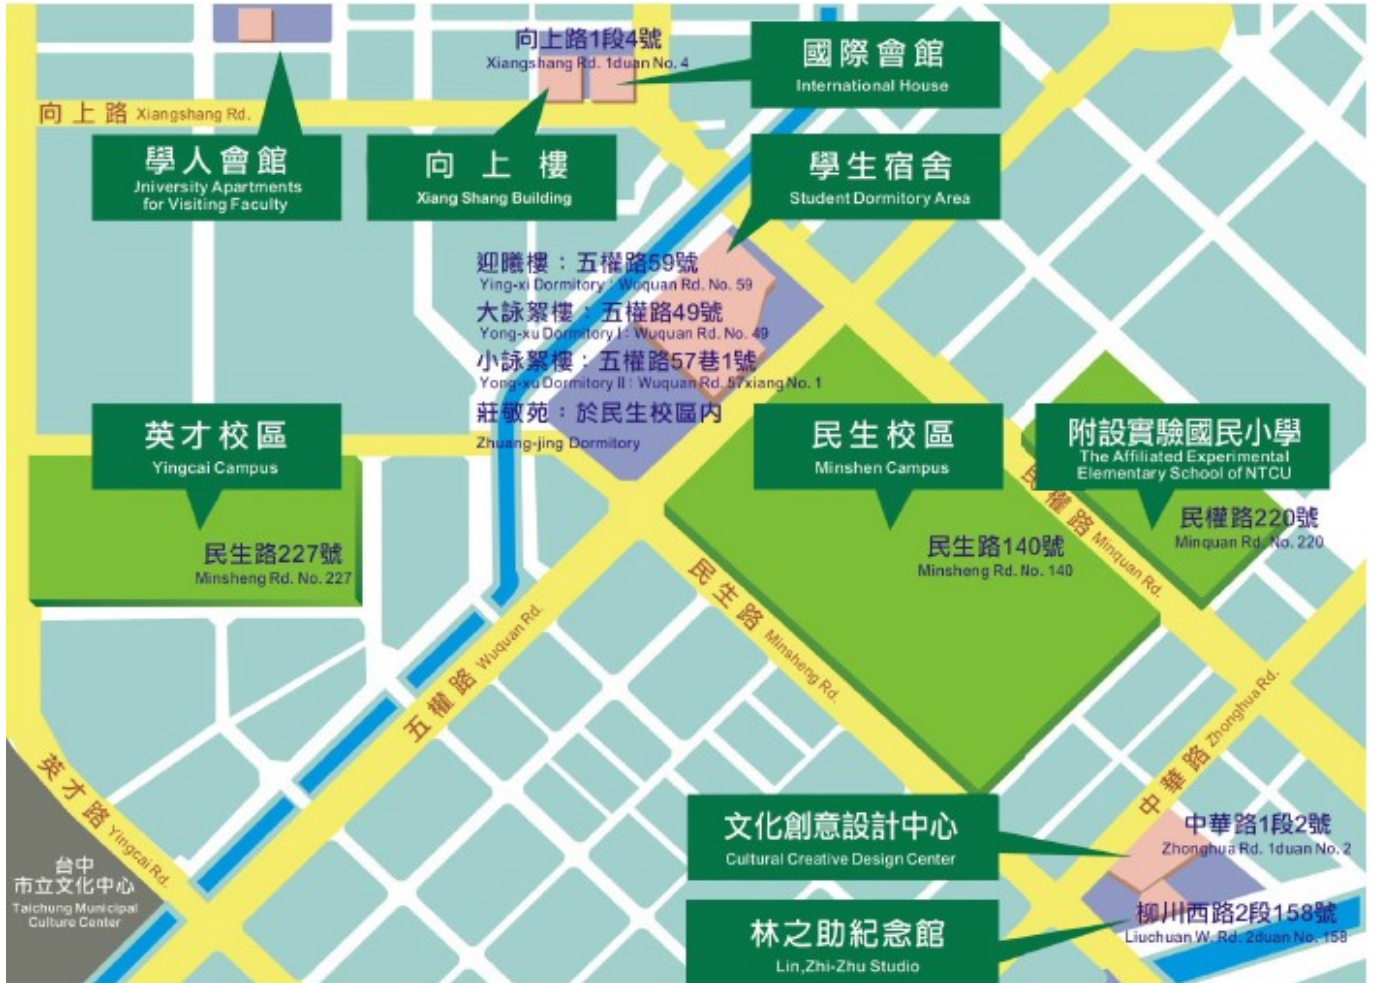 向上路1段4號
Xiangshang Rd. 1duan No. 4
國際會館
International House
向上路 Xiangshang Rd.
學人會館
Jniversity Apartments
for Visiting Faculty
向上樓
Xiang Shang Building
學生宿舍
Student Dormitory Area
迎曦樓：五權路59號
Ying-xi Dormitory：Wuquan Rd. No. 59
大詠絮樓：五權路49號
Yong-xu Dormitory I：Wuquan Rd. No. 49
小詠絮樓：五權路57巷1號
Yong-xu Dormitory II：Wuquan Rd. 57xiang No. 1
莊敬苑：於民生校區内
Zhuang-jing Dormitory
英才校區
Yingcai Campus
民生路227號
Minsheng Rd. No. 227
民生校區
Minshen Campus
民生路140號
Minsheng Rd. No. 140
附設實驗國民小學
The Affiliated Experimental
Elementary School of NTCU
民權路220號
Minquan Rd. No. 220
民權路 Minquan Rd.
民生路 Minsheng Rd.
五權路 Wuquan Rd.
中華路 Zhonghua Rd.
英才路 Yingcai Rd.
台中
市立文化中心
Taichung Municipal
Culture Center
文化創意設計中心
Cultural Creative Design Center
中華路1段2號
Zhonghua Rd. 1duan No. 2
林之助紀念館
Lin,Zhi-Zhu Studio
柳川西路2段158號
Liuchuan W. Rd. 2duan No. 158